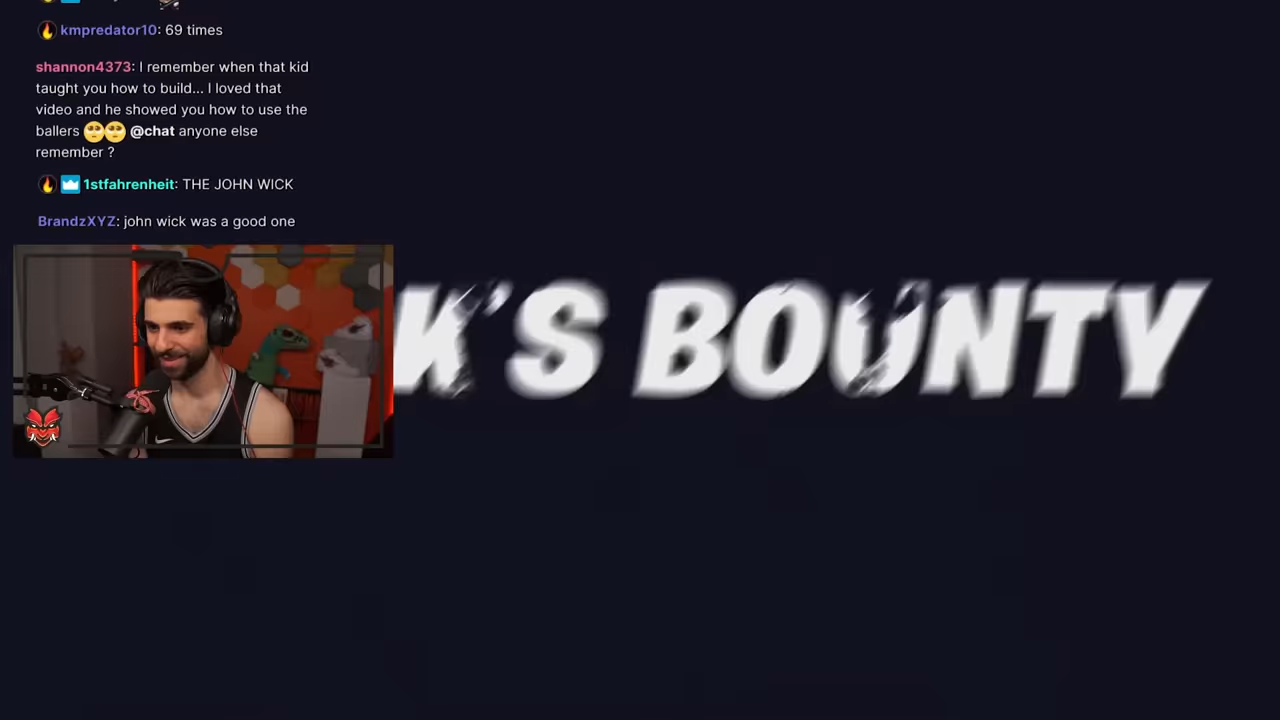 kmpredator10: 69 times
shannon4373: I remember when that kid
taught you how to build... I loved that
video and he showed you how to use the
ballers 🥺🥺 @chat anyone else
remember ?
1stfahrenheit: THE JOHN WICK
BrandzXYZ: john wick was a good one
K'S BOUNTY